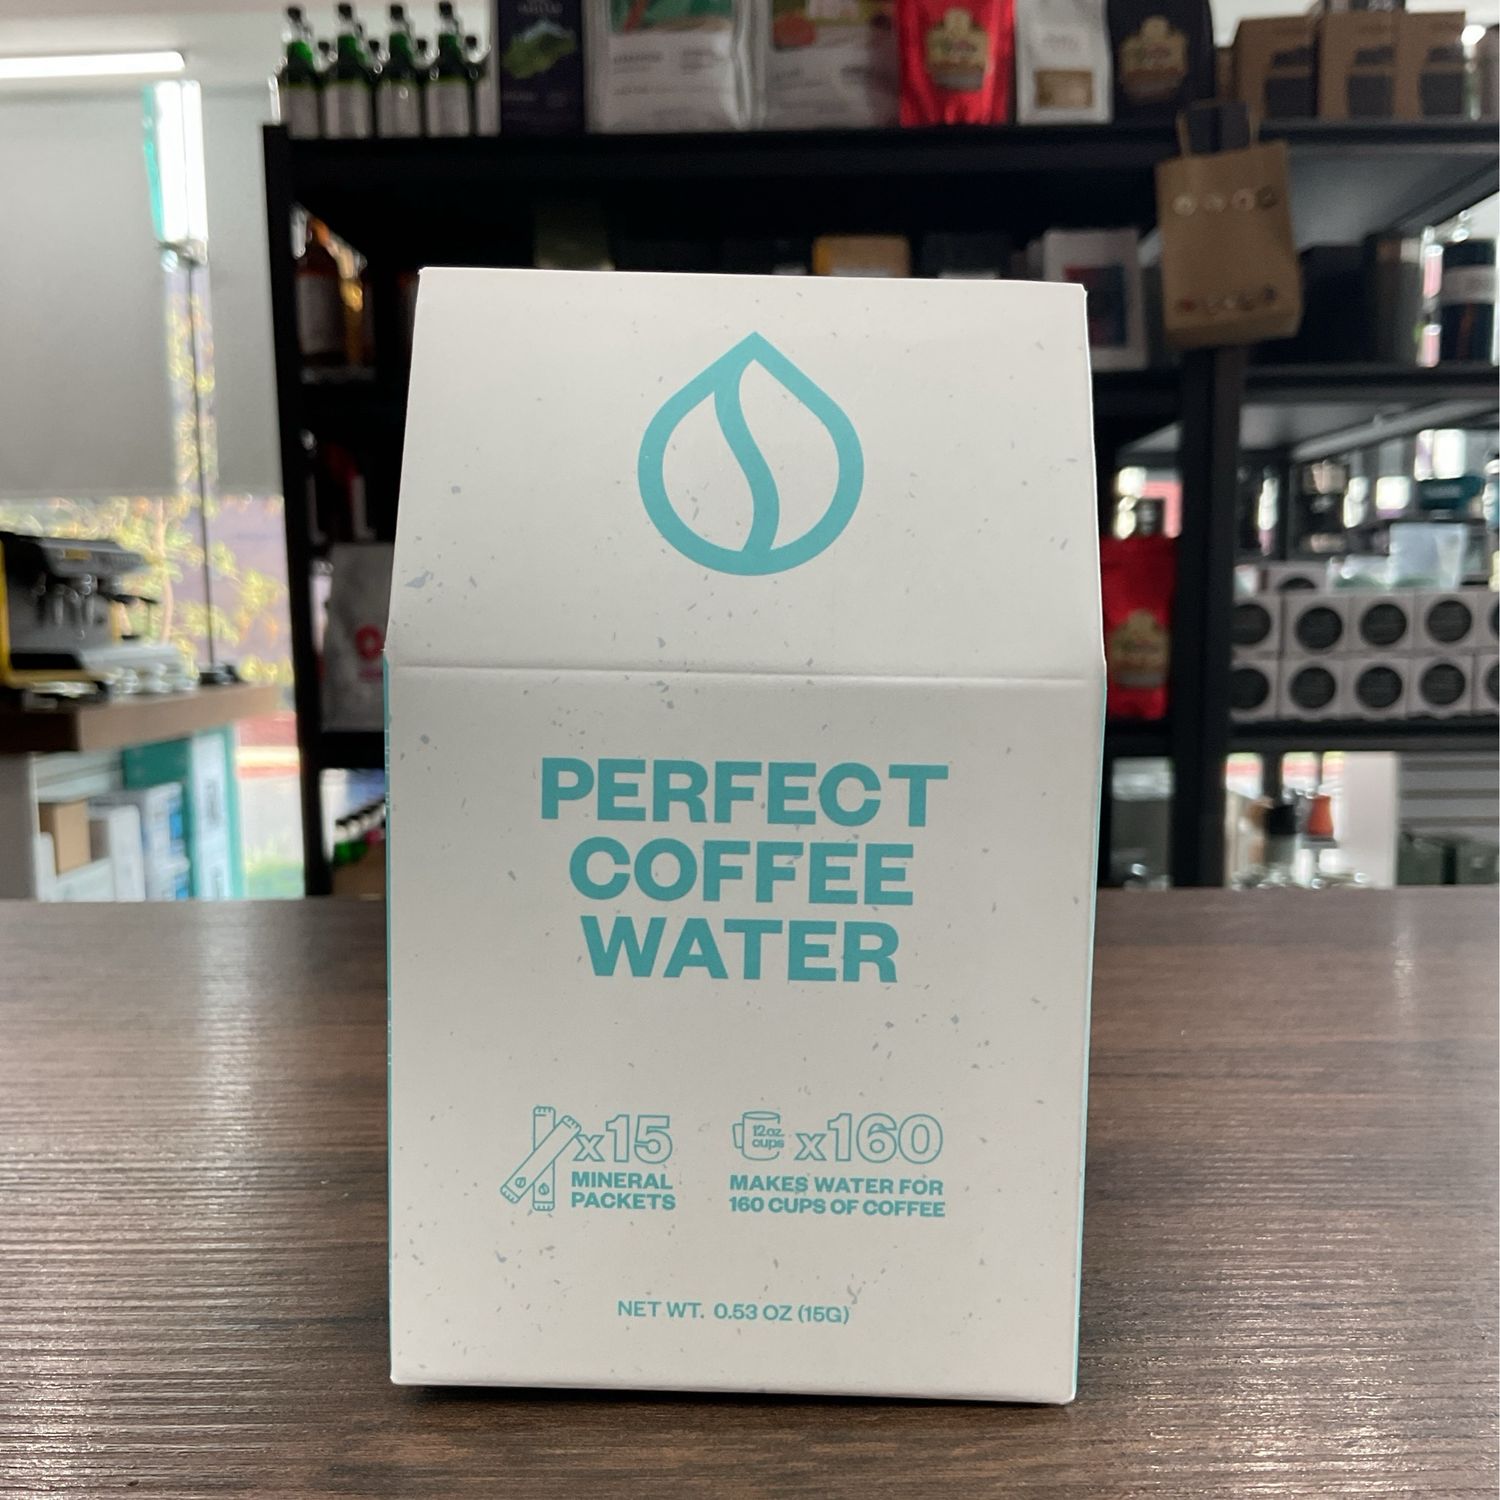 PERFECT
COFFEE
WATER
x15
MINERAL
PACKETS
12oz.
cups
x160
MAKES WATER FOR
160 CUPS OF COFFEE
NET WT. 0.53 OZ (15G)